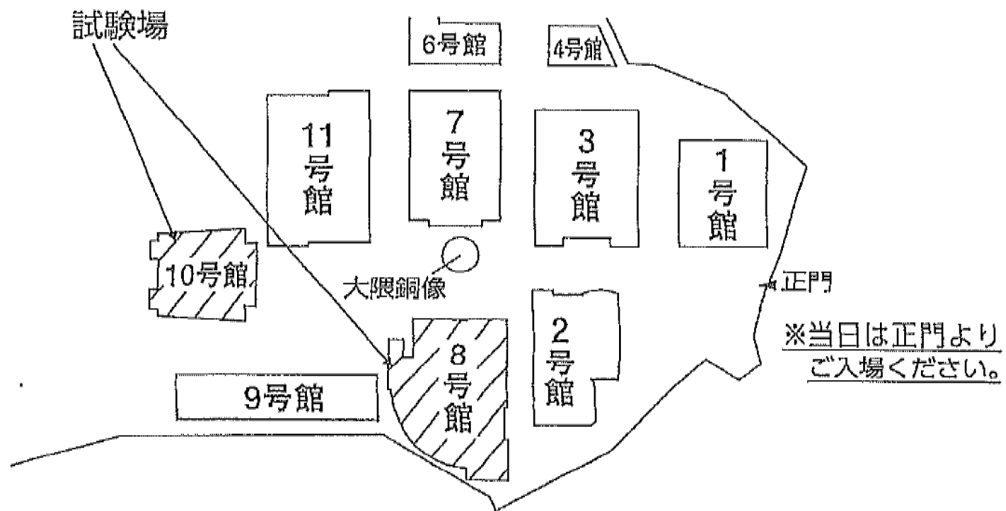 試験場
6号館
4号館
11号館
7号館
3号館
1号館
10号館
大隈銅像
正門
※当日は正門より
ご入場ください。
8号館
2号館
9号館